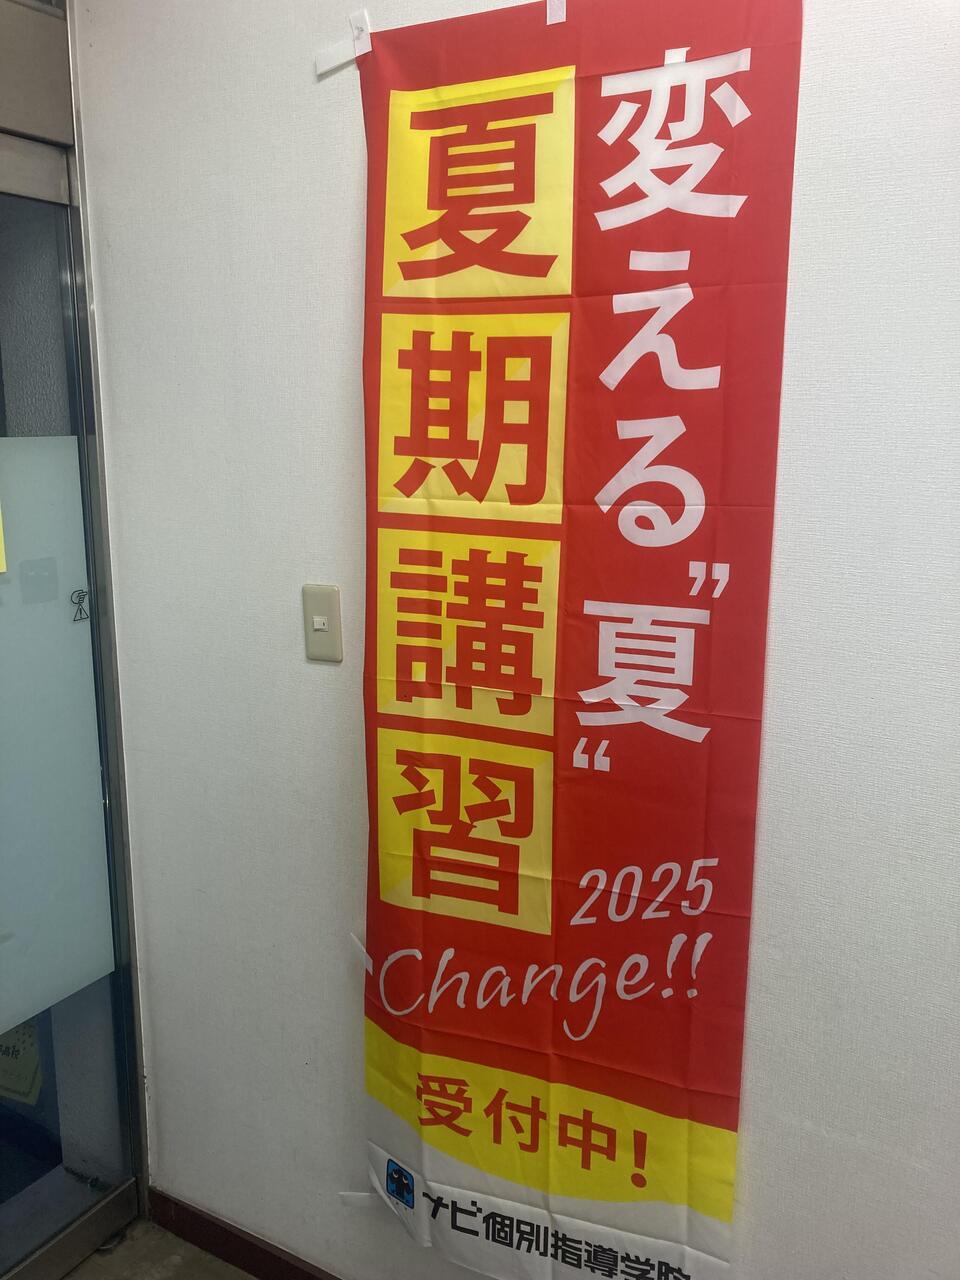 変える”夏“
夏期講習
2025
Change!!
受付中!
ナビ個別指導学院